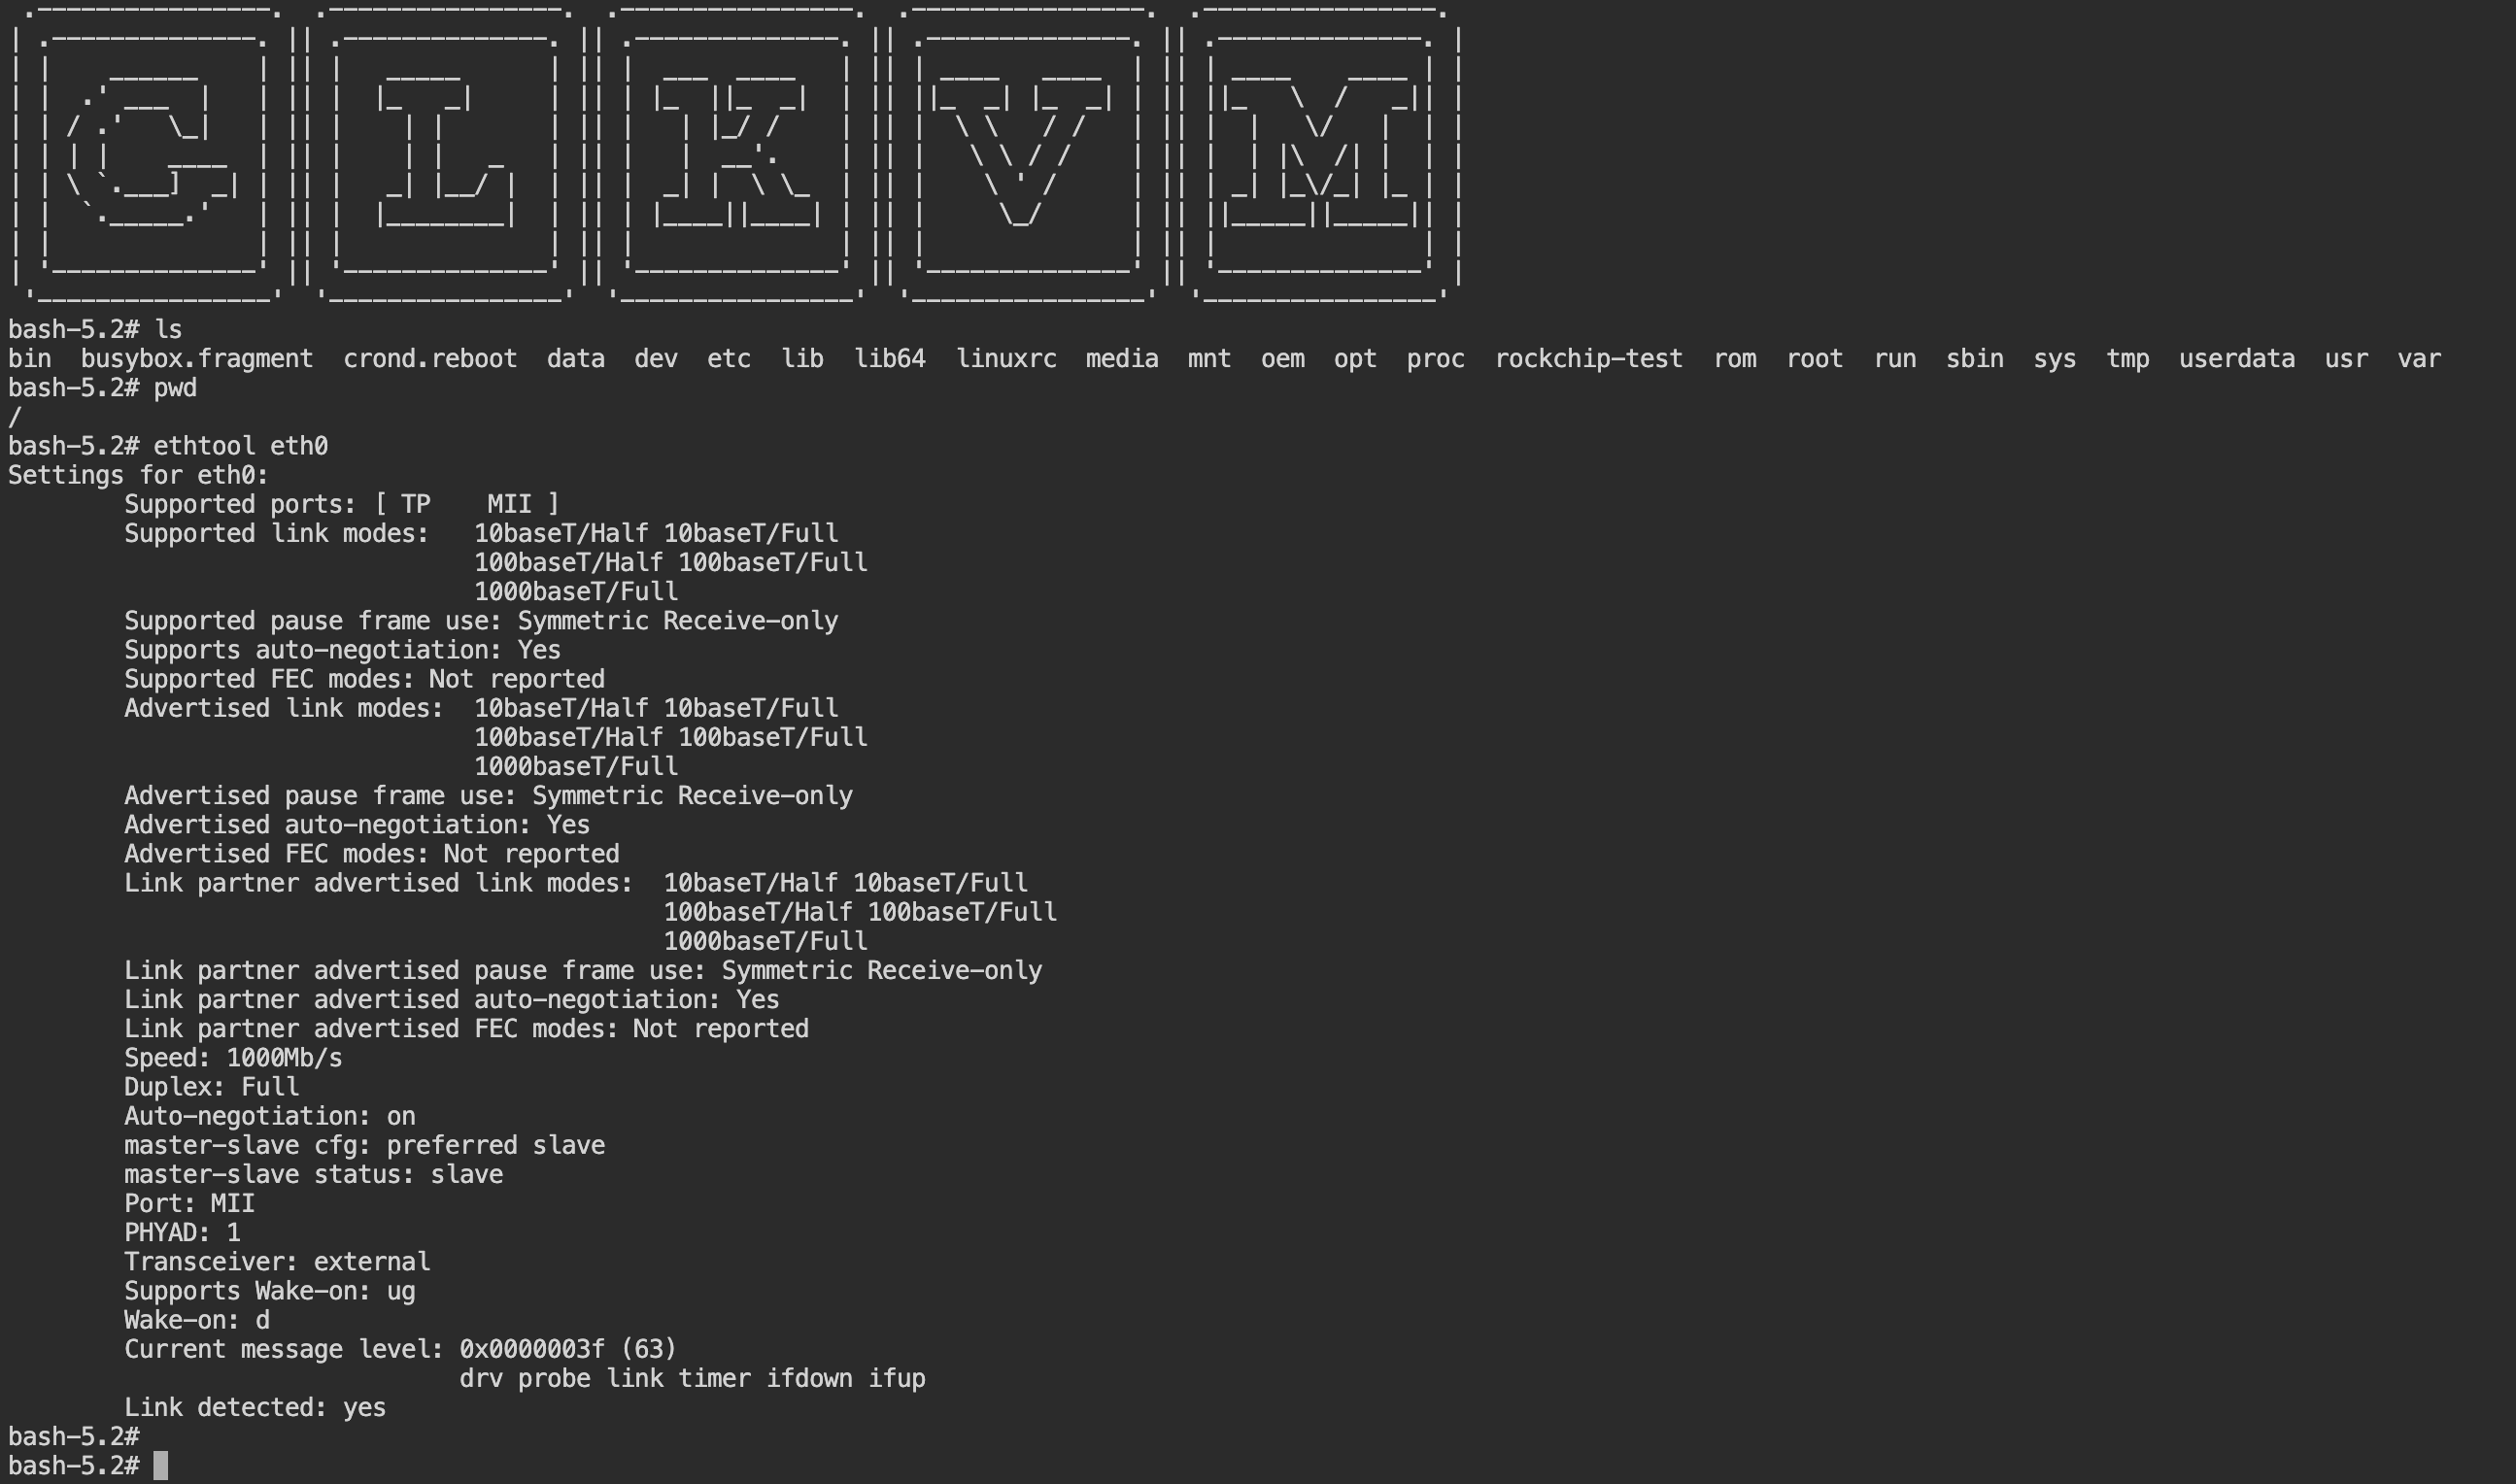 GLKVM
bash-5.2# ls
bin  busybox.fragment  crond.reboot  data  dev  etc  lib  lib64  linuxrc  media  mnt  oem  opt  proc  rockchip-test  rom  root  run  sbin  sys  tmp  userdata  usr  var
bash-5.2# pwd
/
bash-5.2# ethtool eth0
Settings for eth0:
        Supported ports: [ TP    MII ]
        Supported link modes:   10baseT/Half 10baseT/Full
                                100baseT/Half 100baseT/Full
                                1000baseT/Full
        Supported pause frame use: Symmetric Receive-only
        Supports auto-negotiation: Yes
        Supported FEC modes: Not reported
        Advertised link modes:  10baseT/Half 10baseT/Full
                                100baseT/Half 100baseT/Full
                                1000baseT/Full
        Advertised pause frame use: Symmetric Receive-only
        Advertised auto-negotiation: Yes
        Advertised FEC modes: Not reported
        Link partner advertised link modes:  10baseT/Half 10baseT/Full
                                             100baseT/Half 100baseT/Full
                                             1000baseT/Full
        Link partner advertised pause frame use: Symmetric Receive-only
        Link partner advertised auto-negotiation: Yes
        Link partner advertised FEC modes: Not reported
        Speed: 1000Mb/s
        Duplex: Full
        Auto-negotiation: on
        master-slave cfg: preferred slave
        master-slave status: slave
        Port: MII
        PHYAD: 1
        Transceiver: external
        Supports Wake-on: ug
        Wake-on: d
        Current message level: 0x0000003f (63)
                               drv probe link timer ifdown ifup
        Link detected: yes
bash-5.2#
bash-5.2#